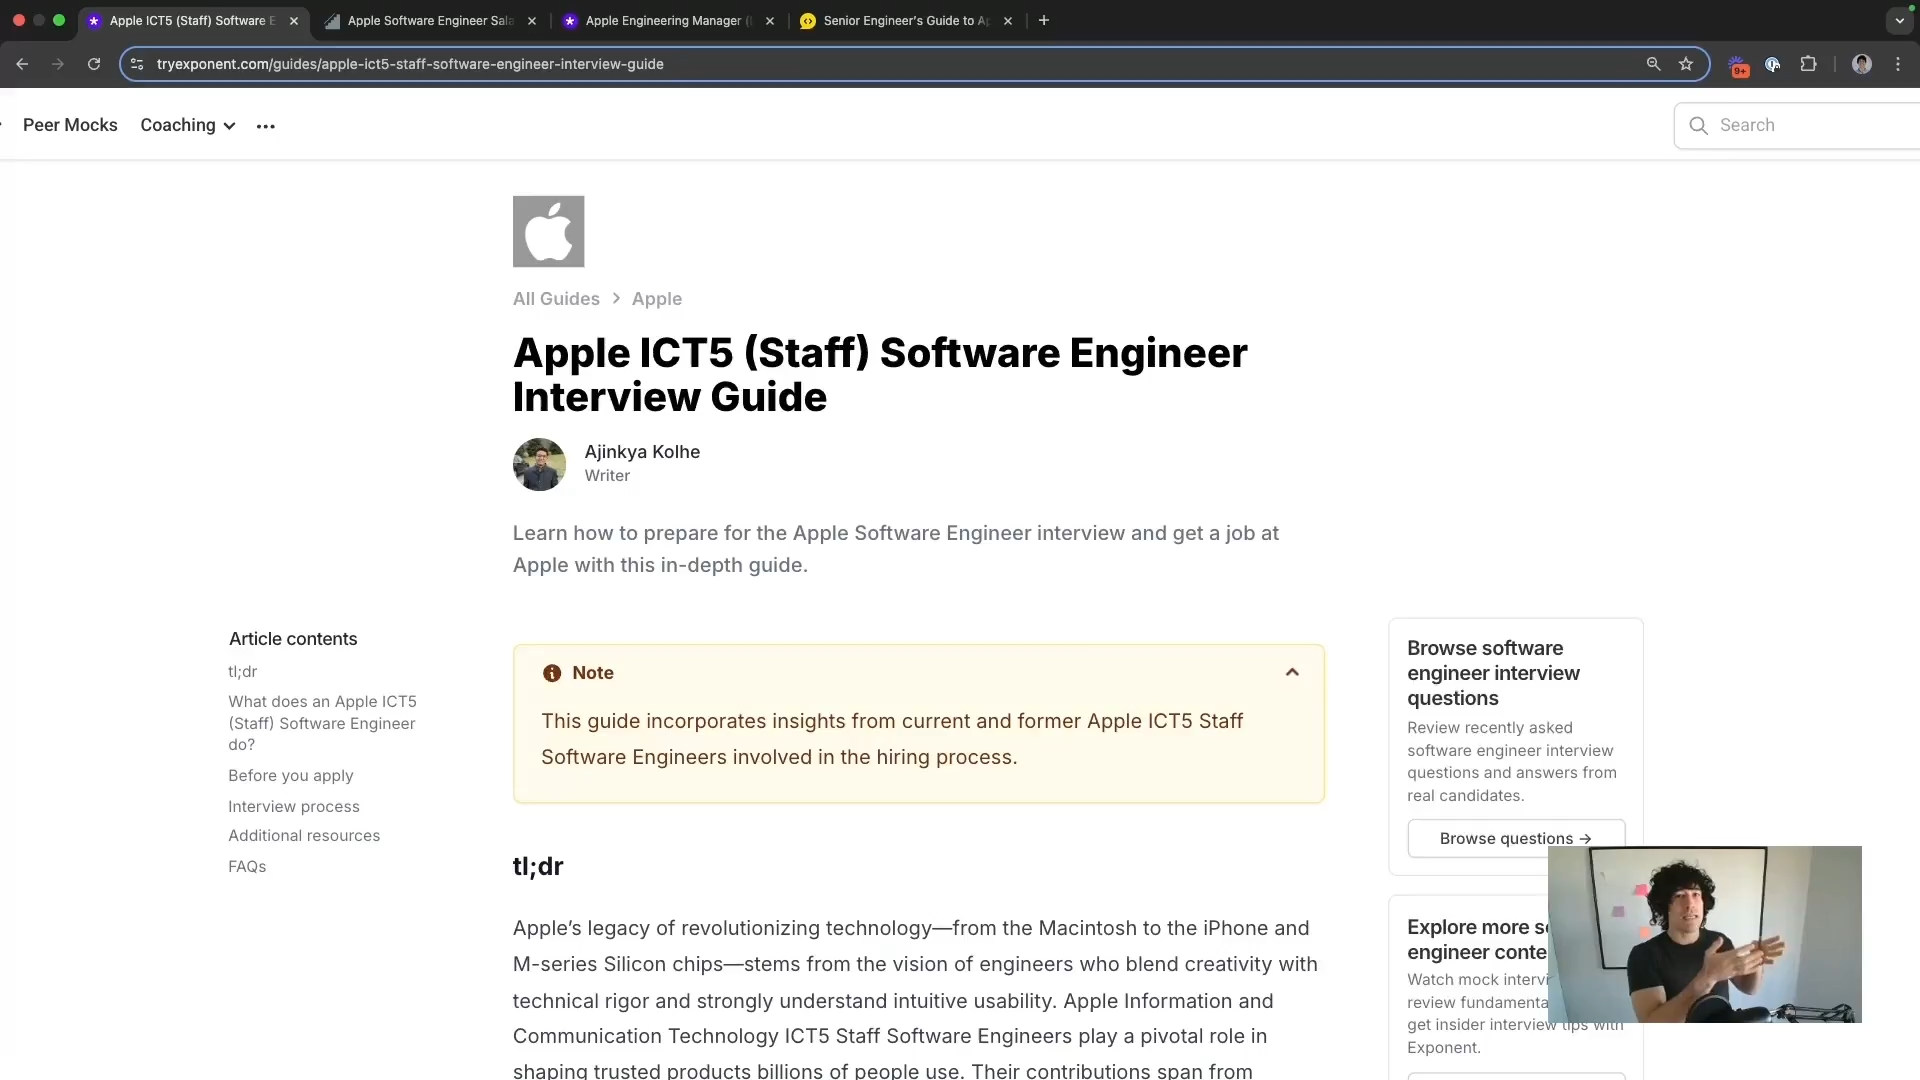 Apple ICT5 (Staff) Software E
Apple Software Engineer Sala
Apple Engineering Manager (
Senior Engineer's Guide to Ap
tryexponent.com/guides/apple-ict5-staff-software-engineer-interview-guide
9+
Peer Mocks
Coaching
Search
All Guides > Apple
Apple ICT5 (Staff) Software Engineer
Interview Guide
Ajinkya Kolhe
Writer
Learn how to prepare for the Apple Software Engineer interview and get a job at
Apple with this in-depth guide.
Article contents
tl;dr
What does an Apple ICT5
(Staff) Software Engineer
do?
Before you apply
Interview process
Additional resources
FAQs
Note
This guide incorporates insights from current and former Apple ICT5 Staff
Software Engineers involved in the hiring process.
tl;dr
Apple's legacy of revolutionizing technology—from the Macintosh to the iPhone and
M-series Silicon chips—stems from the vision of engineers who blend creativity with
technical rigor and strongly understand intuitive usability. Apple Information and
Communication Technology ICT5 Staff Software Engineers play a pivotal role in
shaping trusted products billions of people use. Their contributions span from
Browse software
engineer interview
questions
Review recently asked
software engineer interview
questions and answers from
real candidates.
Browse questions →
Explore more s
engineer conte
Watch mock intervi
review fundamenta
get insider interview tips with
Exponent.